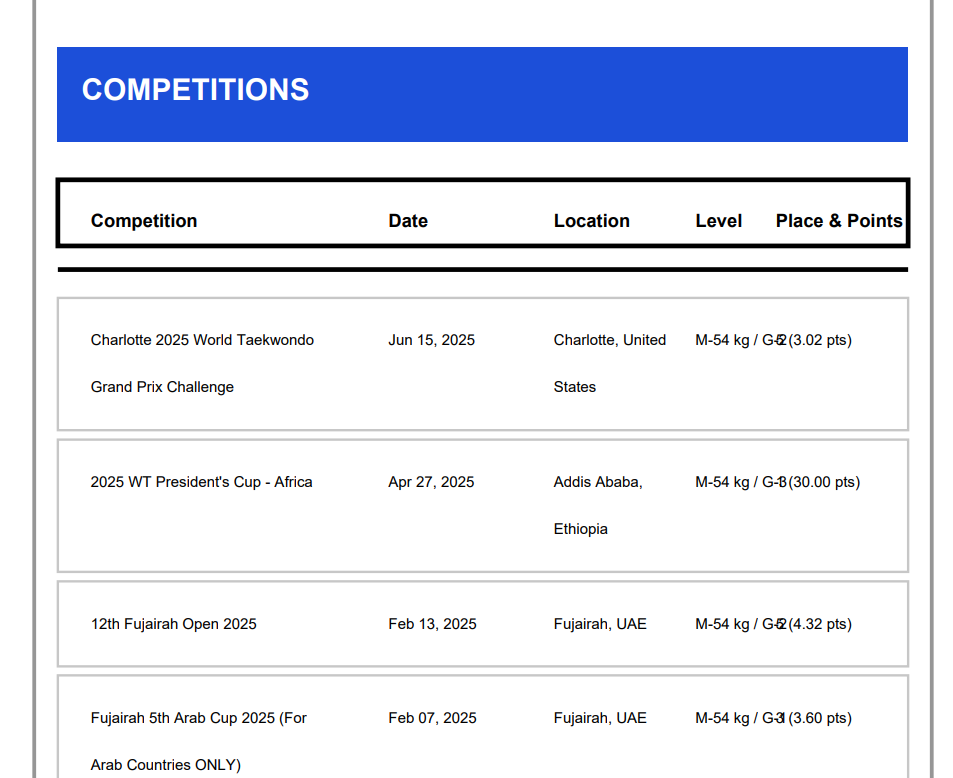 COMPETITIONS
Competition Date Location Level Place & Points
Charlotte 2025 World Taekwondo Jun 15, 2025 Charlotte, United M-54 kg / G-2 5 (3.02 pts)
Grand Prix Challenge States
2025 WT President's Cup - Africa Apr 27, 2025 Addis Ababa, M-54 kg / G-3 1 (30.00 pts)
Ethiopia
12th Fujairah Open 2025 Feb 13, 2025 Fujairah, UAE M-54 kg / G-2 5 (4.32 pts)
Fujairah 5th Arab Cup 2025 (For Feb 07, 2025 Fujairah, UAE M-54 kg / G-1 3 (3.60 pts)
Arab Countries ONLY)